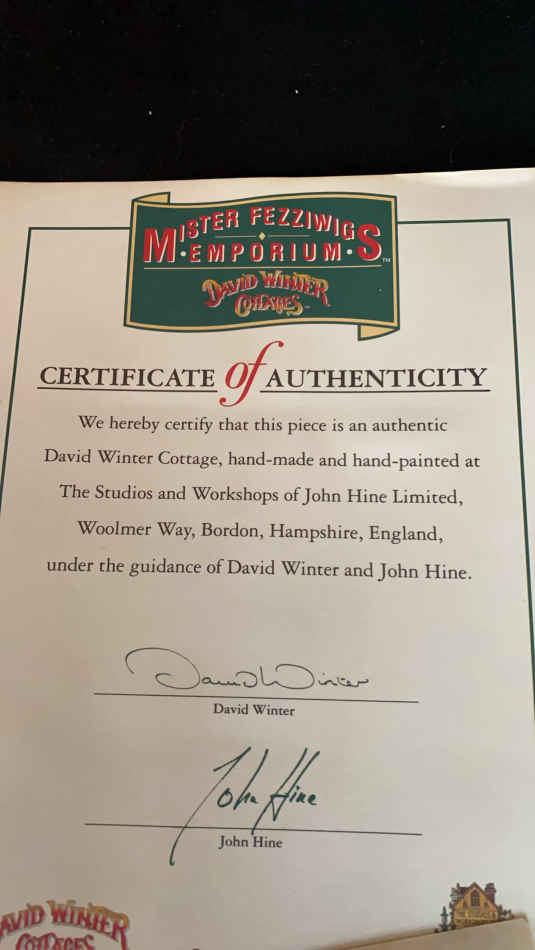 MISTER FEZZIWIG'S
EMPORIUM
DAVID WINTER
COTTAGES
CERTIFICATE of AUTHENTICITY
We hereby certify that this piece is an authentic
David Winter Cottage, hand-made and hand-painted at
The Studios and Workshops of John Hine Limited,
Woolmer Way, Bordon, Hampshire, England,
under the guidance of David Winter and John Hine.
David Winter
David Winter
John Hine
John Hine
DAVID WINTER
COTTAGES